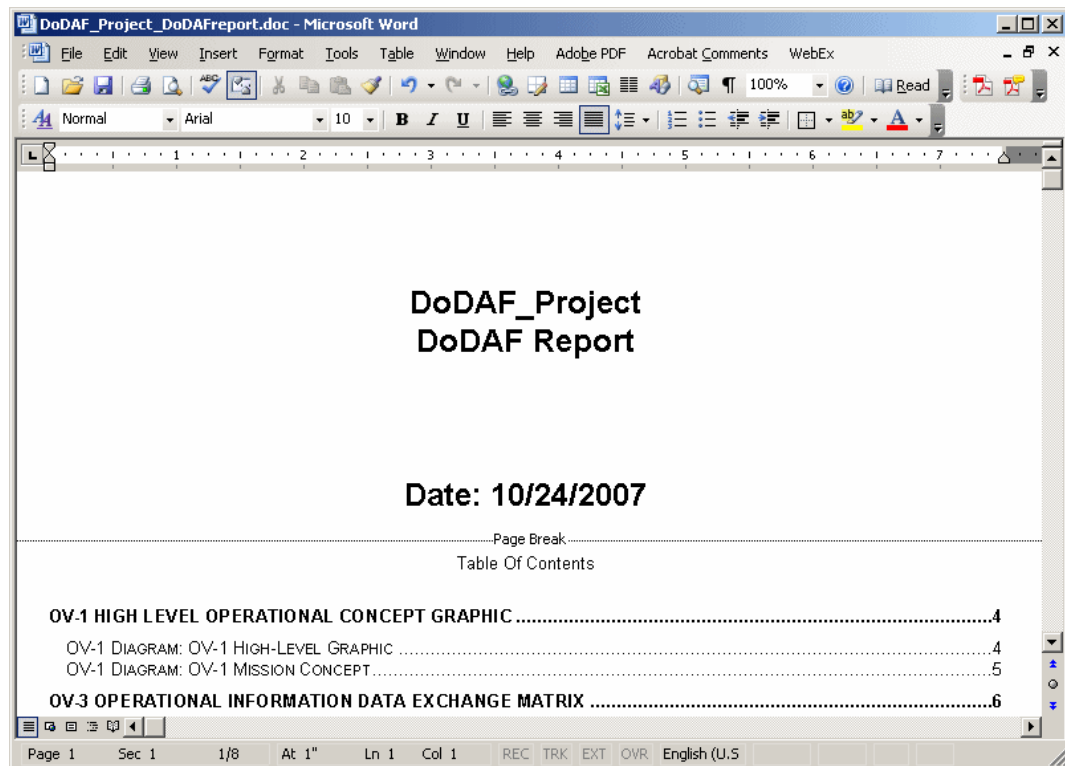 DoDAF_Project_DoDAFreport.doc - Microsoft Word
File Edit View Insert Format Tools Table Window Help Adobe PDF Acrobat Comments WebEx
100% Read
Normal Arial 10 B I U
1 2 3 4 5 6 7
DoDAF_Project
DoDAF Report
Date: 10/24/2007
Page Break
Table Of Contents
OV-1 HIGH LEVEL OPERATIONAL CONCEPT GRAPHIC ........ 4
OV-1 DIAGRAM: OV-1 HIGH-LEVEL GRAPHIC ........ 4
OV-1 DIAGRAM: OV-1 MISSION CONCEPT ........ 5
OV-3 OPERATIONAL INFORMATION DATA EXCHANGE MATRIX ........ 6
Page 1 Sec 1 1/8 At 1" Ln 1 Col 1 REC TRK EXT OVR English (U.S